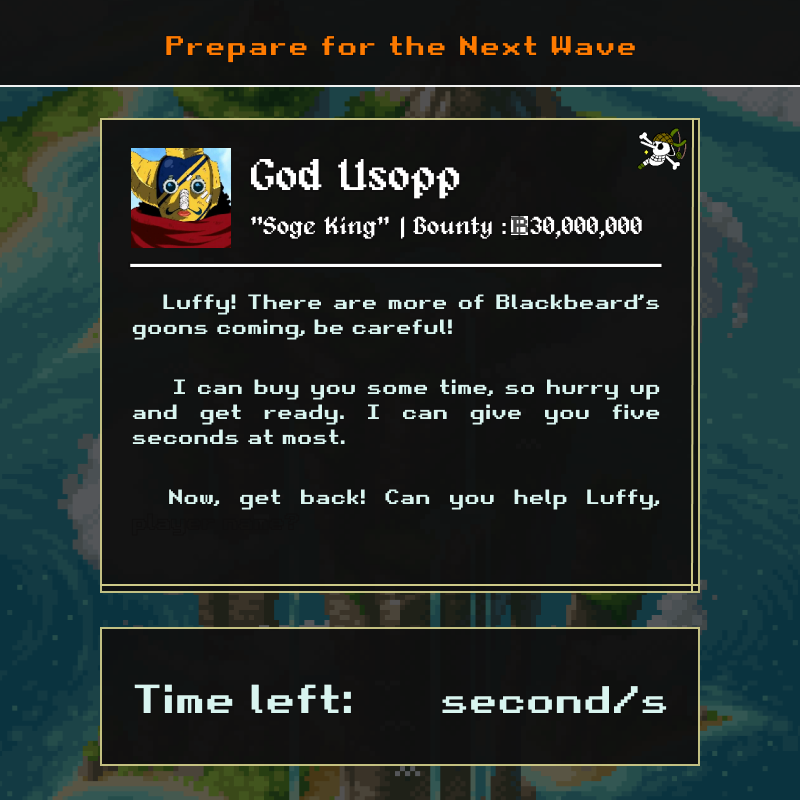 Prepare for the Next Wave
God Usopp
"Soge King" | Bounty : 30,000,000
Luffy! There are more of Blackbeard's
goons coming, be careful!
I can buy you some time, so hurry up
and get ready. I can give you five
seconds at most.
Now, get back! Can you help Luffy,
Time left: second/s